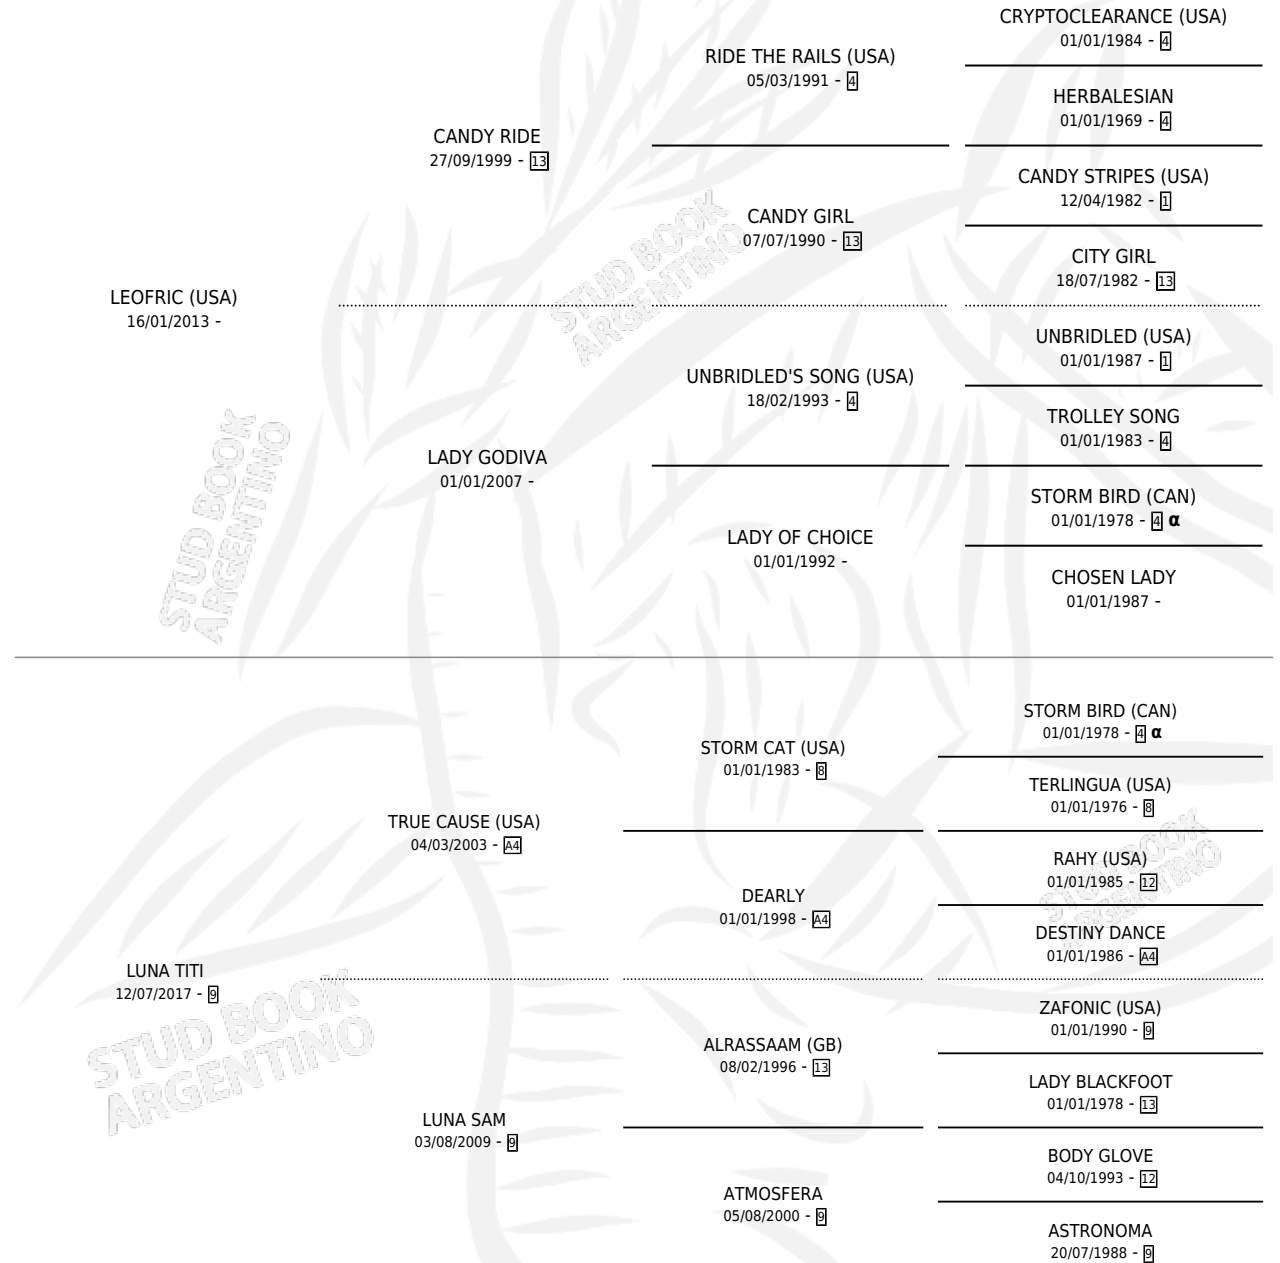 CRYPTOCLEARANCE (USA)
01/01/1984 - 4
RIDE THE RAILS (USA)
05/03/1991 - 4
HERBALESIAN
01/01/1969 - 4
CANDY RIDE
27/09/1999 - 13
CANDY STRIPES (USA)
12/04/1982 - 1
CANDY GIRL
07/07/1990 - 13
CITY GIRL
18/07/1982 - 13
LEOFRIC (USA)
16/01/2013 -
UNBRIDLED (USA)
01/01/1987 - 1
UNBRIDLED'S SONG (USA)
18/02/1993 - 4
TROLLEY SONG
01/01/1983 - 4
LADY GODIVA
01/01/2007 -
STORM BIRD (CAN)
01/01/1978 - 4 α
LADY OF CHOICE
01/01/1992 -
CHOSEN LADY
01/01/1987 -
STORM BIRD (CAN)
01/01/1978 - 4 α
STORM CAT (USA)
01/01/1983 - 8
TERLINGUA (USA)
01/01/1976 - 8
TRUE CAUSE (USA)
04/03/2003 - A4
RAHY (USA)
01/01/1985 - 12
DEARLY
01/01/1998 - A4
DESTINY DANCE
01/01/1986 - A4
LUNA TITI
12/07/2017 - 9
ZAFONIC (USA)
01/01/1990 - 9
ALRASSAAM (GB)
08/02/1996 - 13
LADY BLACKFOOT
01/01/1978 - 13
LUNA SAM
03/08/2009 - 9
BODY GLOVE
04/10/1993 - 12
ATMOSFERA
05/08/2000 - 9
ASTRONOMA
20/07/1988 - 9
STUD BOOK
ARGENTINO
STUD BOOK
ARGENTINO
STUD BOOK
ARGENTINO
STUD BOOK
ARGENTINO